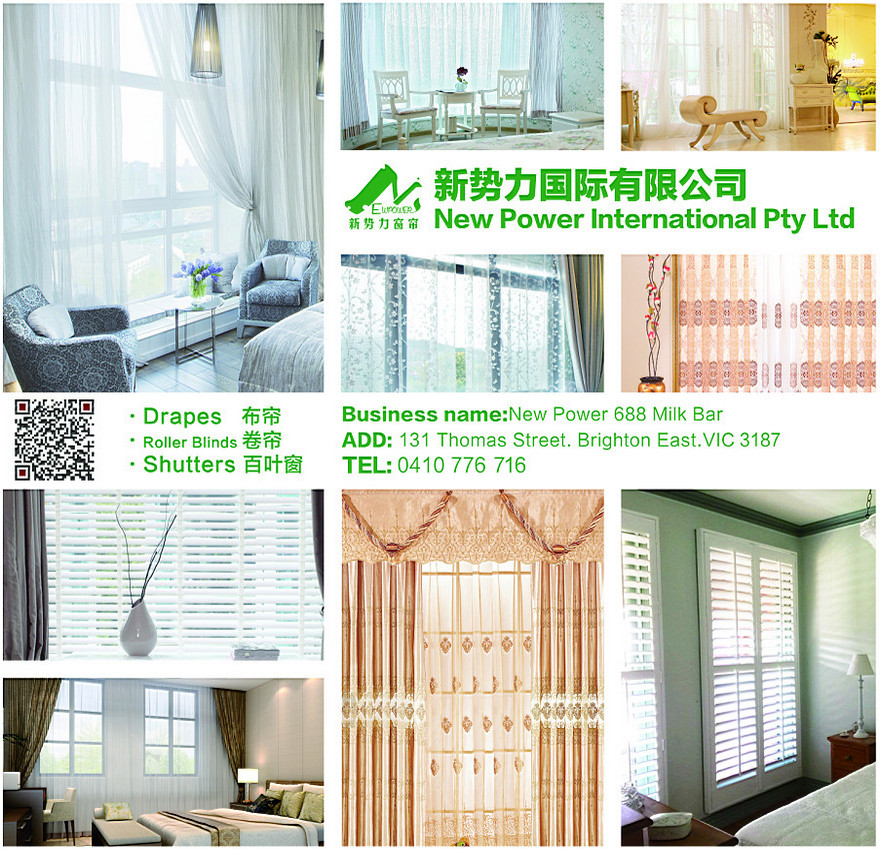 新势力国际有限公司
EWPOWER
新势力窗帘
New Power International Pty Ltd
· Drapes 布帘
· Roller Blinds 卷帘
· Shutters 百叶窗
Business name:New Power 688 Milk Bar
ADD: 131 Thomas Street. Brighton East.VIC 3187
TEL: 0410 776 716